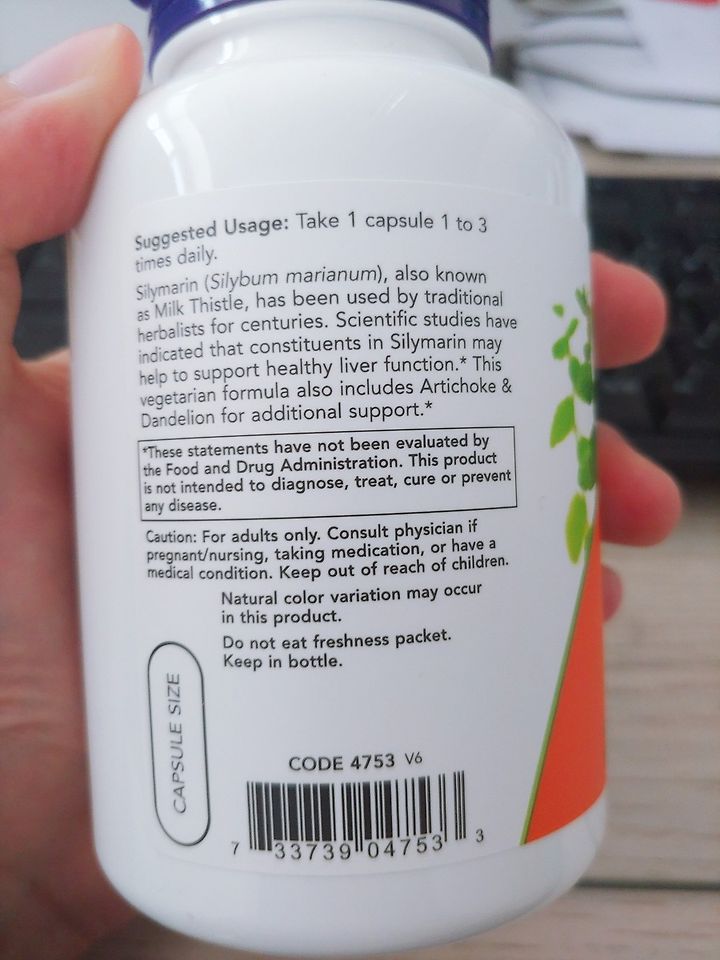 Suggested Usage: Take 1 capsule 1 to 3
times daily.
Silymarin (Silybum marianum), also known
as Milk Thistle, has been used by traditional
herbalists for centuries. Scientific studies have
indicated that constituents in Silymarin may
help to support healthy liver function.* This
vegetarian formula also includes Artichoke &
Dandelion for additional support.*
*These statements have not been evaluated by
the Food and Drug Administration. This product
is not intended to diagnose, treat, cure or prevent
any disease.
Caution: For adults only. Consult physician if
pregnant/nursing, taking medication, or have a
medical condition. Keep out of reach of children.
Natural color variation may occur
in this product.
Do not eat freshness packet.
Keep in bottle.
CAPSULE SIZE
CODE 4753 V6
7 33739 04753 3